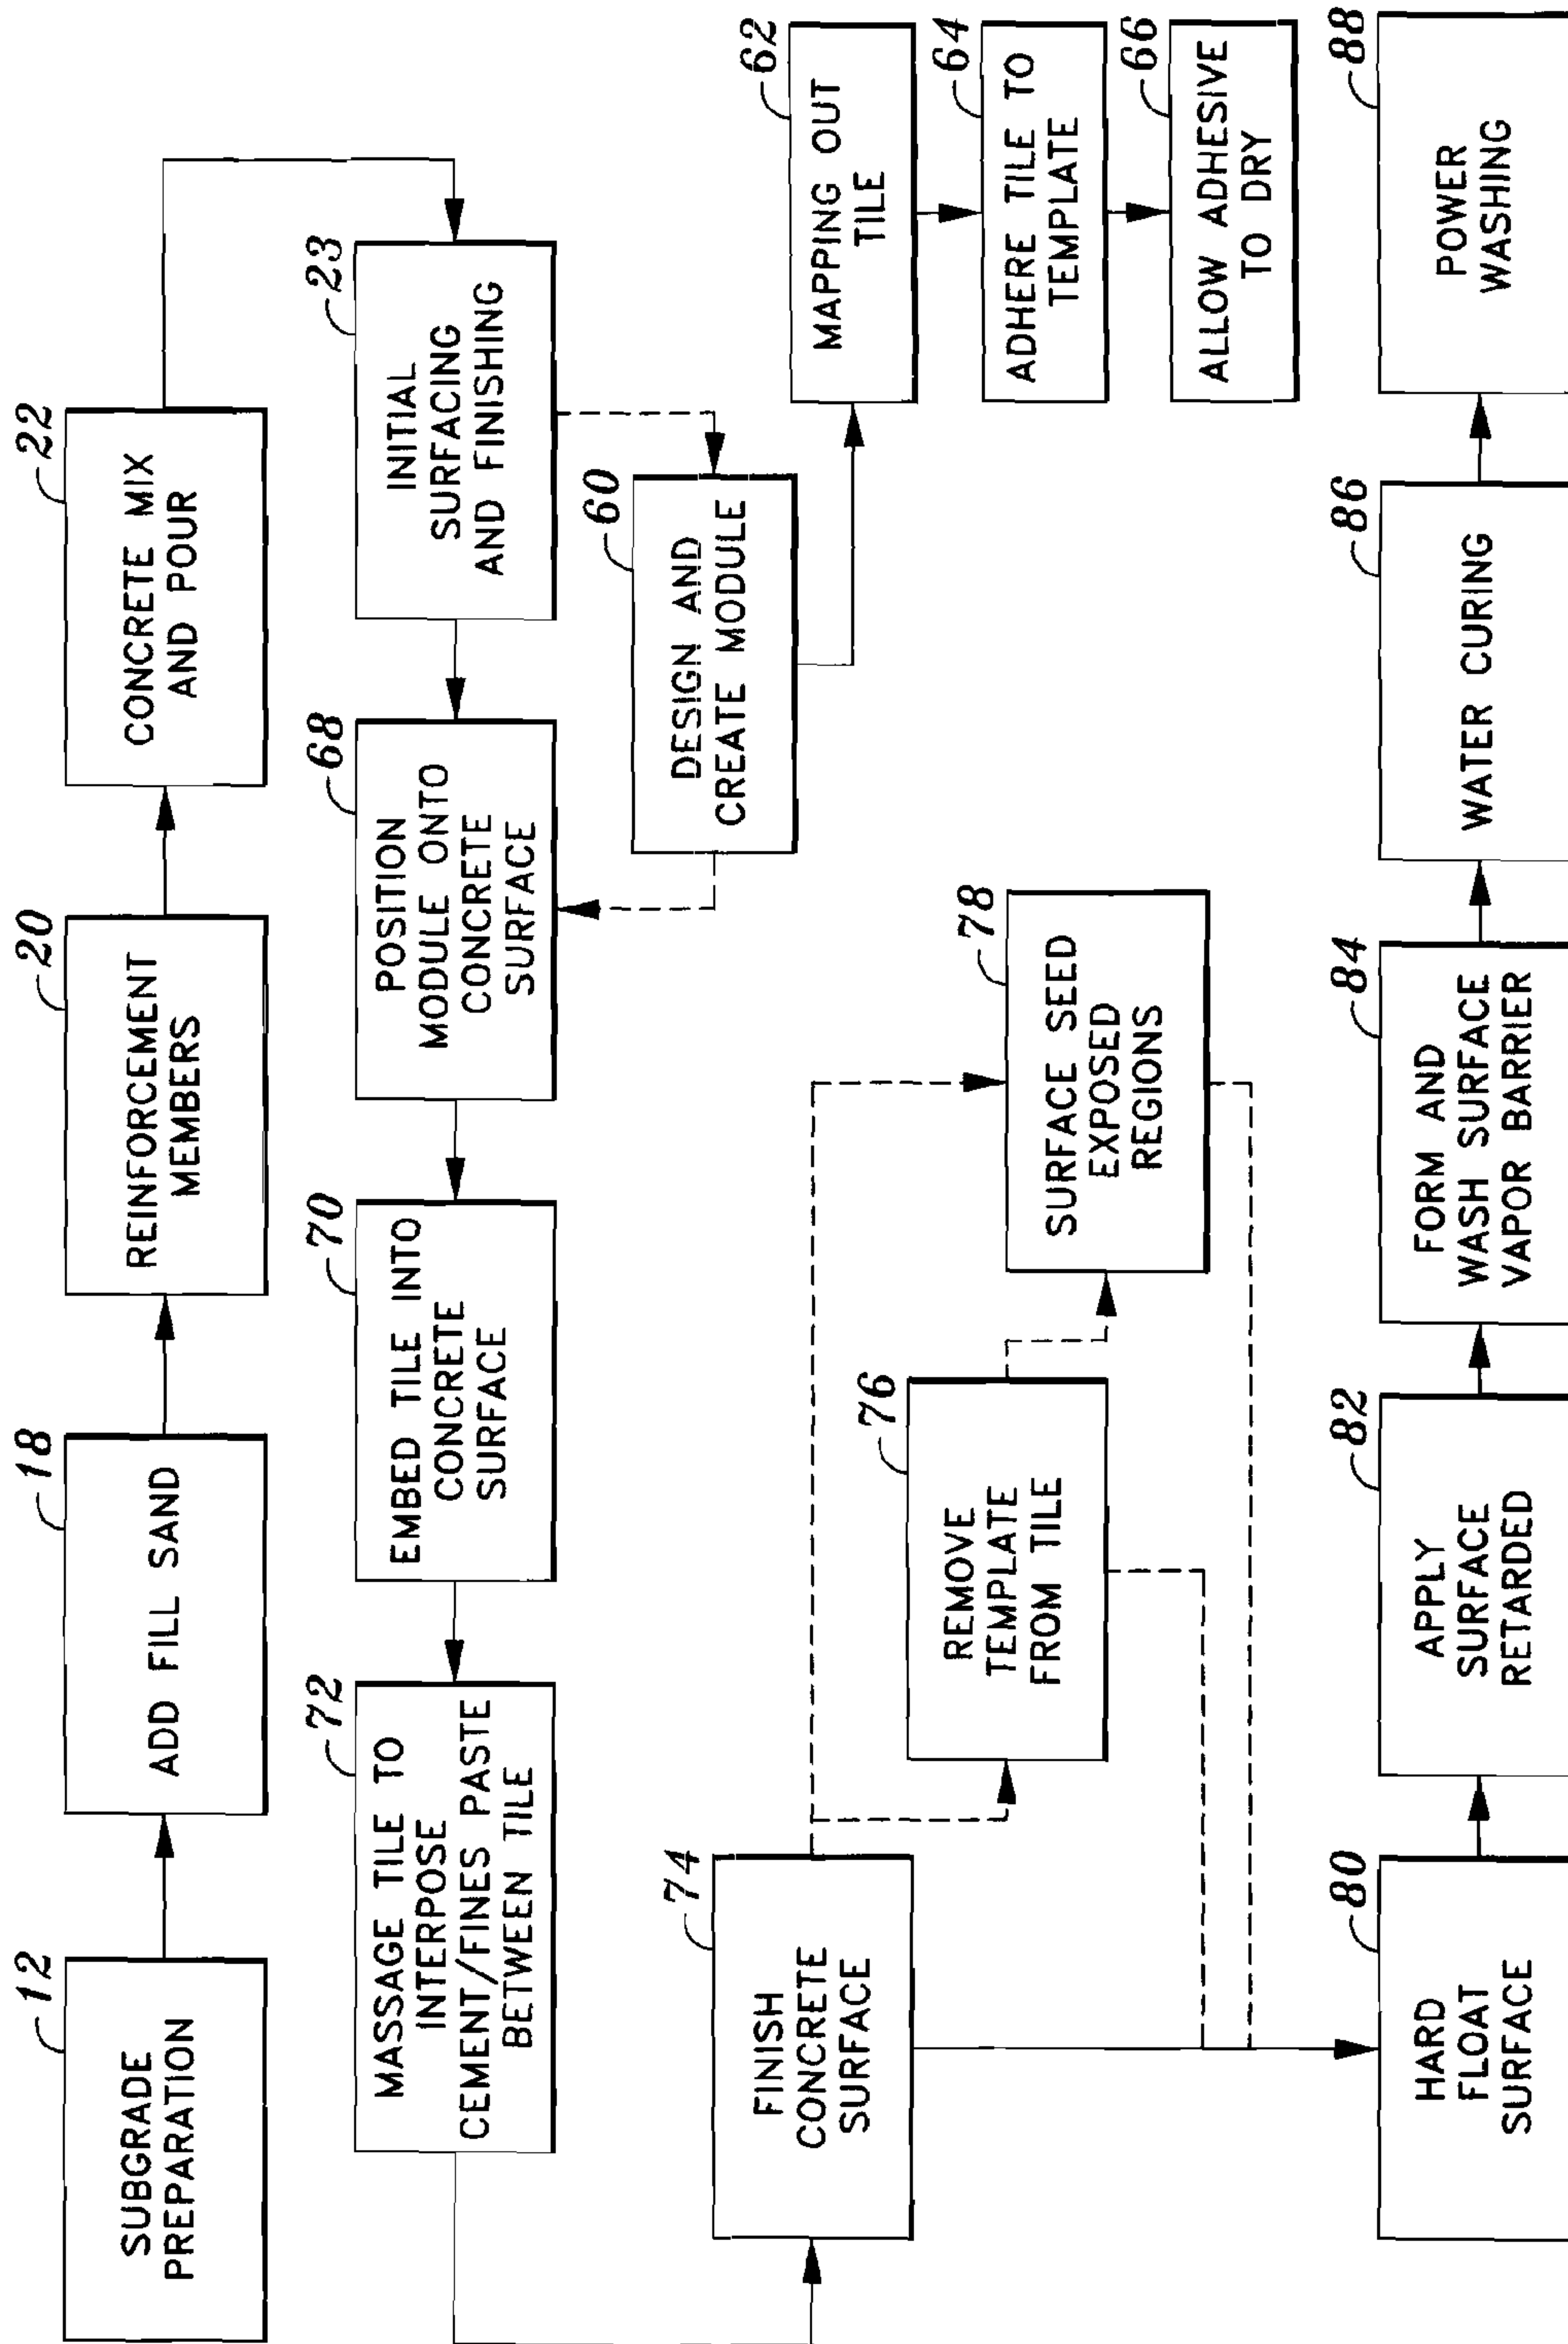 12
SUBGRADE
PREPARATION
18
ADD FILL SAND
20
REINFORCEMENT
MEMBERS
22
CONCRETE MIX
AND POUR
23
INITIAL
SURFACING
AND FINISHING
68
POSITION
MODULE ONTO
CONCRETE
SURFACE
70
EMBED TILE INTO
CONCRETE
SURFACE
72
MASSAGE TILE TO
INTERPOSE
CEMENT/FINES PASTE
BETWEEN TILE
60
DESIGN AND
CREATE MODULE
62
MAPPING OUT
TILE
64
ADHERE TILE TO
TEMPLATE
66
ALLOW ADHESIVE
TO DRY
74
FINISH
CONCRETE
SURFACE
76
REMOVE
TEMPLATE
FROM TILE
78
SURFACE SEED
EXPOSED
REGIONS
80
HARD
FLOAT
SURFACE
82
APPLY
SURFACE
RETARDED
84
FORM AND
WASH SURFACE
VAPOR BARRIER
86
WATER CURING
88
POWER
WASHING